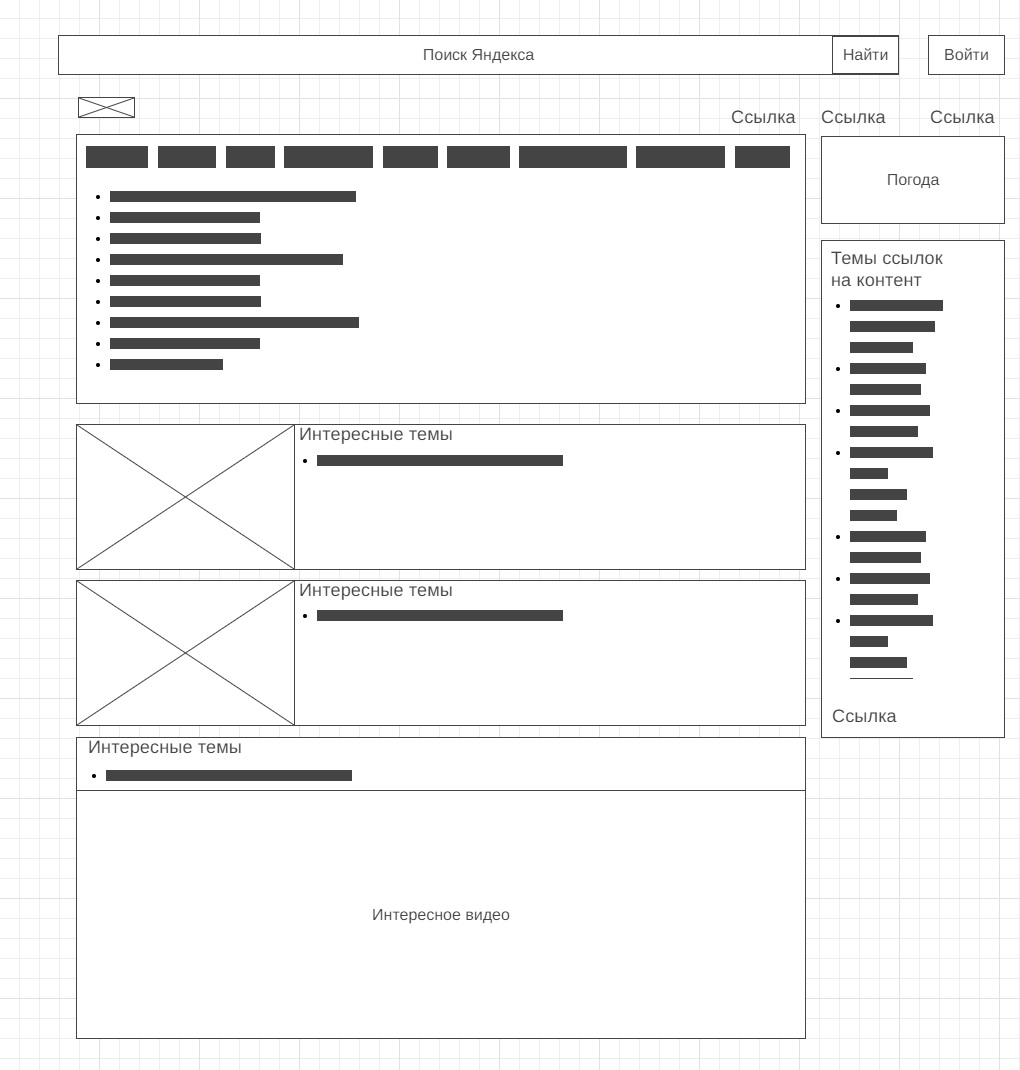 Поиск Яндекса
Найти
Войти
Ссылка
Ссылка
Ссылка
Погода
Темы ссылок
на контент
Интересные темы
Интересные темы
Ссылка
Интересные темы
Интересное видео